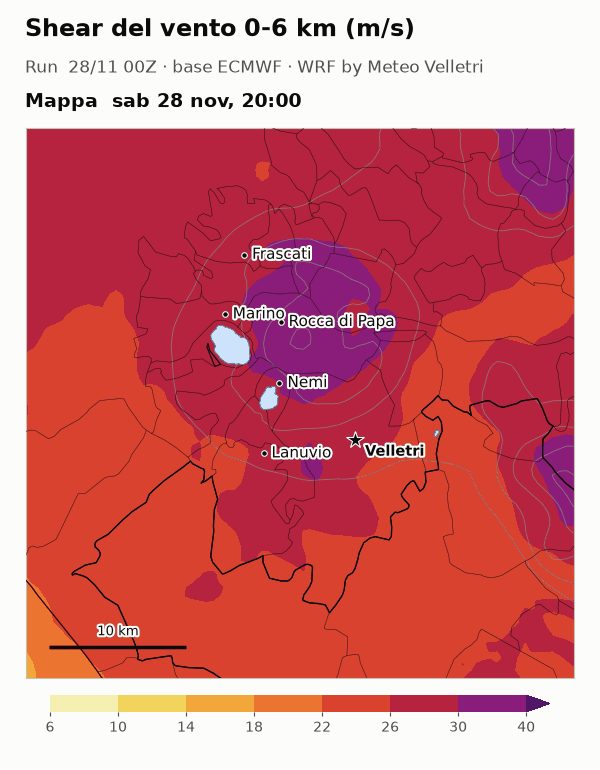 Shear del vento 0-6 km (m/s)
Run  28/11 00Z · base ECMWF · WRF by Meteo Velletri
Mappa  sab 28 nov, 20:00
Frascati
Marino
Rocca di Papa
Nemi
Lanuvio
Velletri
10 km
6 10 14 18 22 26 30 40